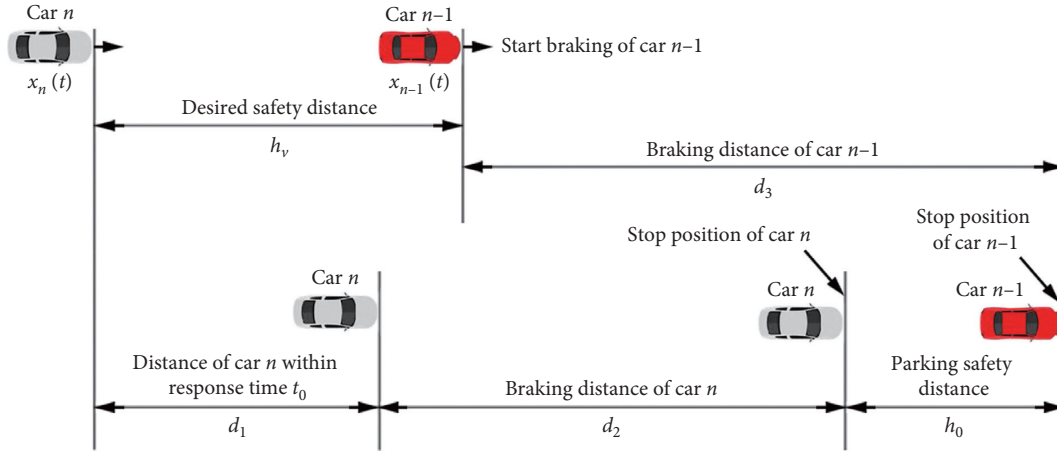 Car n
Car n–1
Start braking of car n–1
xₙ (t)
xₙ₋₁ (t)
Desired safety distance
hᵥ
Braking distance of car n–1
d₃
Stop position of car n
Stop position
of car n–1
Car n
Car n
Car n–1
Distance of car n within
response time t₀
Braking distance of car n
Parking safety
distance
d₁
d₂
h₀